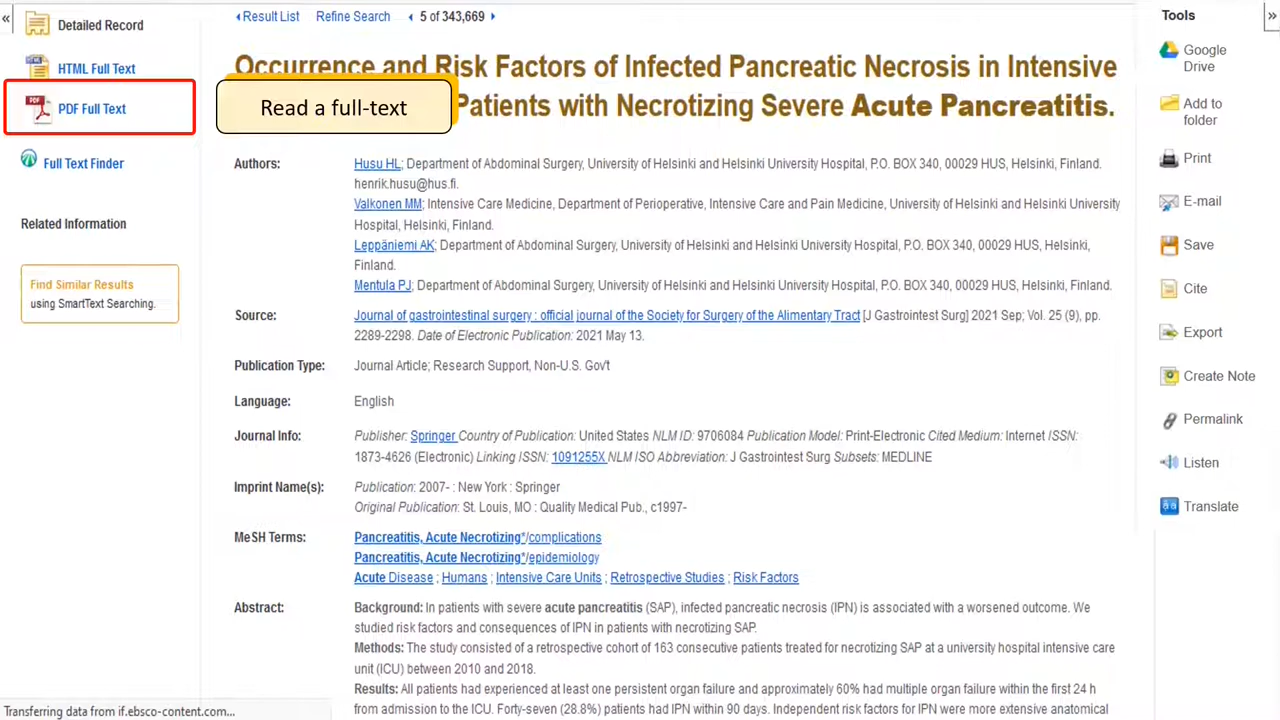 «
Detailed Record
HTML Full Text
PDF Full Text
Full Text Finder
Related Information
Find Similar Results
using SmartText Searching.
Result List Refine Search 5 of 343,669
Occurrence and Risk Factors of Infected Pancreatic Necrosis in Intensive
Read a full-text
Patients with Necrotizing Severe Acute Pancreatitis.
Authors: Husu HL; Department of Abdominal Surgery, University of Helsinki and Helsinki University Hospital, P.O. BOX 340, 00029 HUS, Helsinki, Finland.
henrik.husu@hus.fi.
Valkonen MM; Intensive Care Medicine, Department of Perioperative, Intensive Care and Pain Medicine, University of Helsinki and Helsinki University
Hospital, Helsinki, Finland.
Leppäniemi AK; Department of Abdominal Surgery, University of Helsinki and Helsinki University Hospital, P.O. BOX 340, 00029 HUS, Helsinki,
Finland.
Mentula PJ; Department of Abdominal Surgery, University of Helsinki and Helsinki University Hospital, P.O. BOX 340, 00029 HUS, Helsinki, Finland.
Source: Journal of gastrointestinal surgery : official journal of the Society for Surgery of the Alimentary Tract [J Gastrointest Surg] 2021 Sep; Vol. 25 (9), pp.
2289-2298. Date of Electronic Publication: 2021 May 13.
Publication Type: Journal Article; Research Support, Non-U.S. Gov't
Language: English
Journal Info: Publisher: Springer Country of Publication: United States NLM ID: 9706084 Publication Model: Print-Electronic Cited Medium: Internet ISSN:
1873-4626 (Electronic) Linking ISSN: 1091255X NLM ISO Abbreviation: J Gastrointest Surg Subsets: MEDLINE
Imprint Name(s): Publication: 2007- : New York : Springer
Original Publication: St. Louis, MO : Quality Medical Pub., c1997-
MeSH Terms: Pancreatitis, Acute Necrotizing*/complications
Pancreatitis, Acute Necrotizing*/epidemiology
Acute Disease ; Humans ; Intensive Care Units ; Retrospective Studies ; Risk Factors
Abstract: Background: In patients with severe acute pancreatitis (SAP), infected pancreatic necrosis (IPN) is associated with a worsened outcome. We
studied risk factors and consequences of IPN in patients with necrotizing SAP.
Methods: The study consisted of a retrospective cohort of 163 consecutive patients treated for necrotizing SAP at a university hospital intensive care
unit (ICU) between 2010 and 2018.
Results: All patients had experienced at least one persistent organ failure and approximately 60% had multiple organ failure within the first 24 h
from admission to the ICU. Forty-seven (28.8%) patients had IPN within 90 days. Independent risk factors for IPN were more extensive anatomical
Tools
»
Google
Drive
Add to
folder
Print
E-mail
Save
Cite
Export
Create Note
Permalink
Listen
Translate
Transferring data from if.ebsco-content.com...